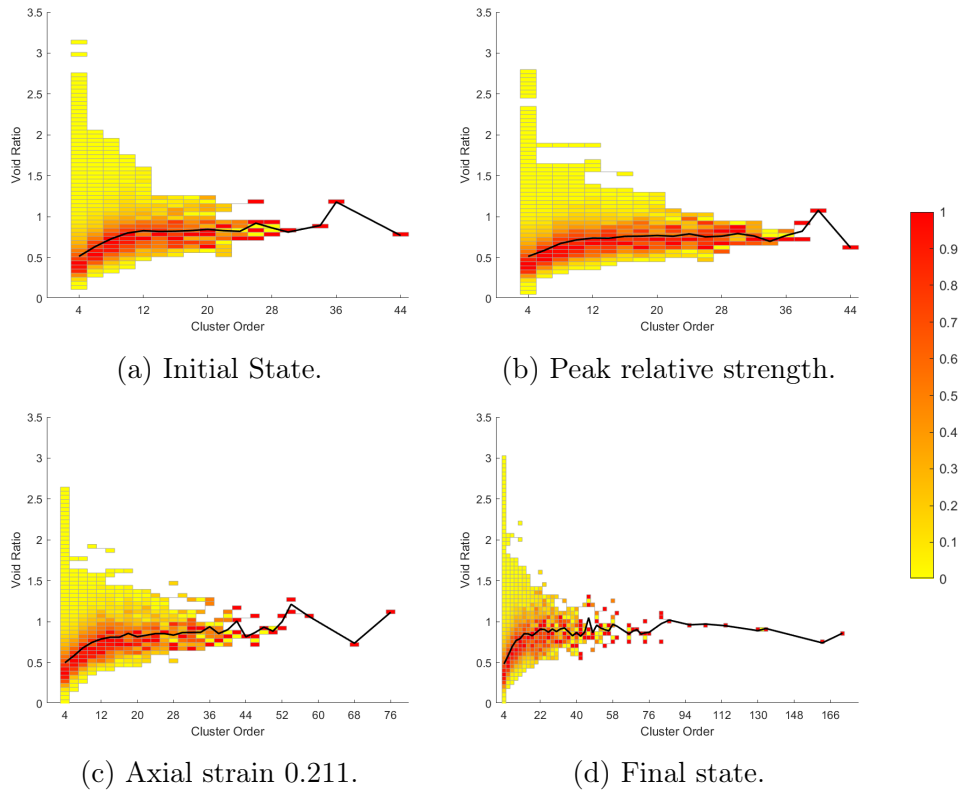 3.5
3
2.5
2
1.5
1
0.5
0
Void Ratio
4 12 20 28 36 44
Cluster Order
(a) Initial State.
3.5
3
2.5
2
1.5
1
0.5
0
Void Ratio
4 12 20 28 36 44
Cluster Order
(b) Peak relative strength.
3.5
3
2.5
2
1.5
1
0.5
0
Void Ratio
4 12 20 28 36 44 52 60 68 76
Cluster Order
(c) Axial strain 0.211.
3.5
3
2.5
2
1.5
1
0.5
0
Void Ratio
4 22 40 58 76 94 112 130 148 166
Cluster Order
(d) Final state.
1
0.9
0.8
0.7
0.6
0.5
0.4
0.3
0.2
0.1
0